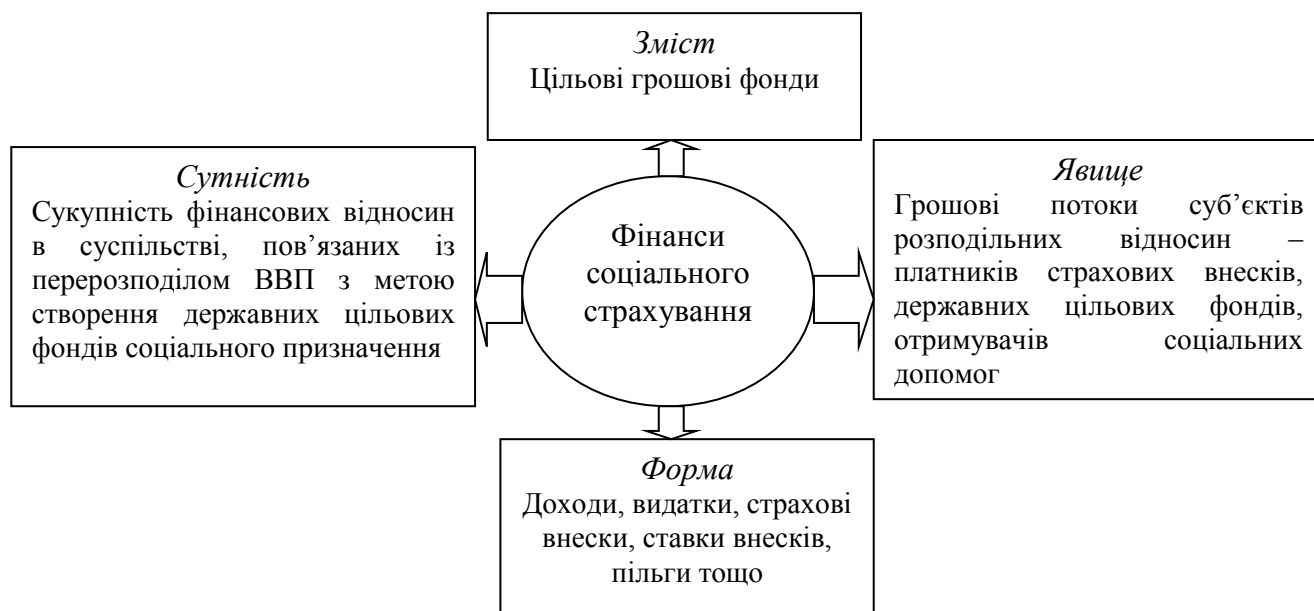 Зміст
Цільові грошові фонди
Сутність
Сукупність фінансових відносин
в суспільстві, пов’язаних із
перерозподілом ВВП з метою
створення державних цільових
фондів соціального призначення
Фінанси
соціального
страхування
Явище
Грошові потоки суб’єктів
розподільних відносин –
платників страхових внесків,
державних цільових фондів,
отримувачів соціальних
допомог
Форма
Доходи, видатки, страхові
внески, ставки внесків,
пільги тощо